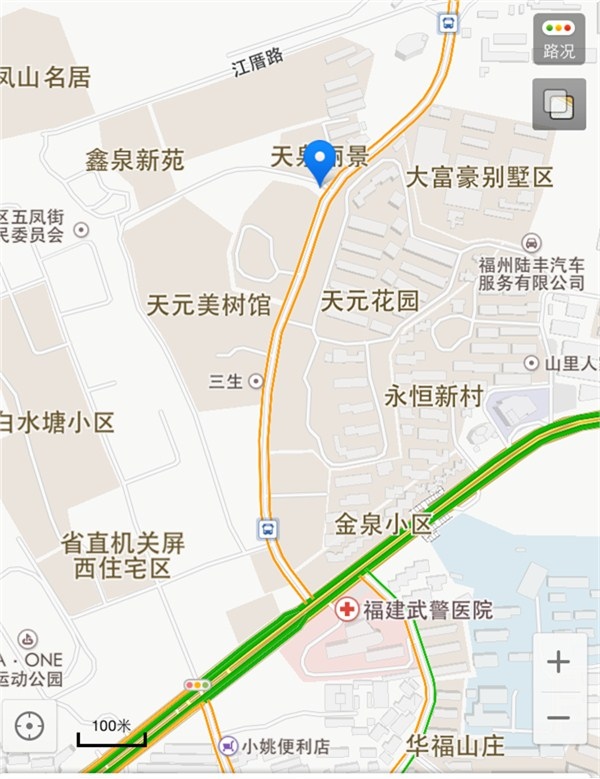 路况
江厝路
凤山名居
鑫泉新苑
天泉丽景
大富豪别墅区
区五凤街
民委员会
福州陆丰汽车
服务有限公司
天元美树馆
天元花园
山里人
三生
永恒新村
白水塘小区
金泉小区
省直机关屏
西住宅区
福建武警医院
A·ONE
运动公园
100米
小姚便利店
华福山庄